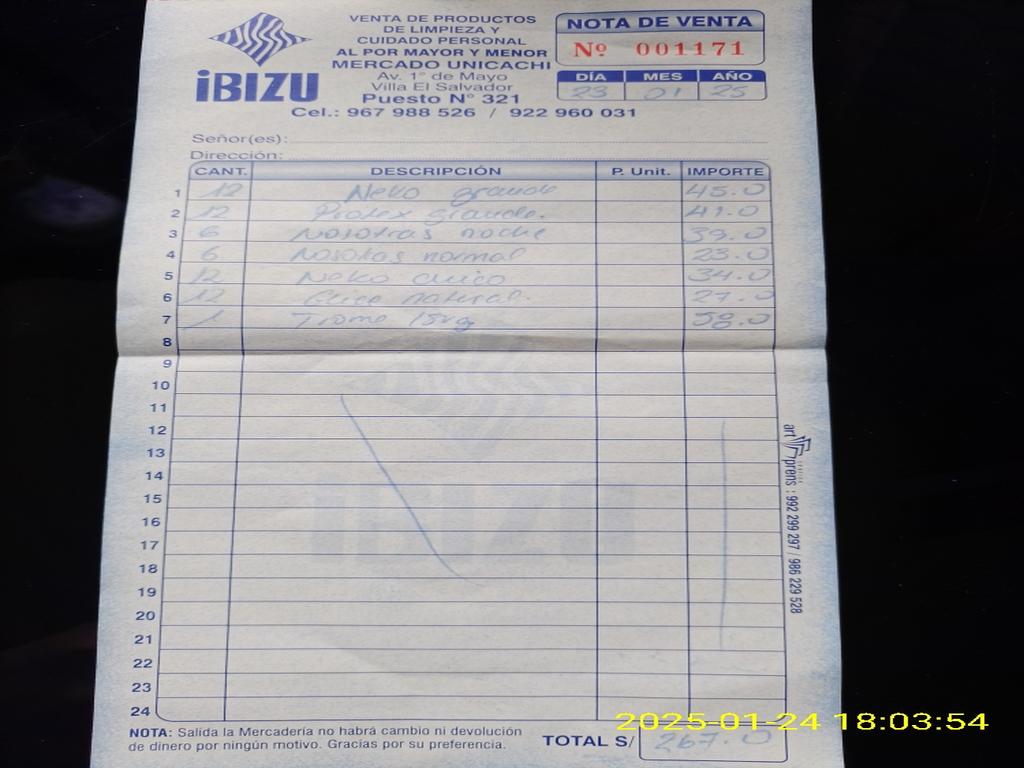 iBIZU
VENTA DE PRODUCTOS
DE LIMPIEZA Y
CUIDADO PERSONAL
AL POR MAYOR Y MENOR
MERCADO UNICACHI
Av. 1° de Mayo
Villa El Salvador
Puesto N° 321
Cel.: 967 988 526 / 922 960 031
NOTA DE VENTA
Nº 001171
DÍA MES AÑO
23 01 25
Señor(es):
Dirección:
CANT. DESCRIPCIÓN P. Unit. IMPORTE
1 12 Neko grande 45.0
2 12 Protex grande. 41.0
3 6 Nosotras noche 39.0
4 6 Nosotras normal 23.0
5 12 Neko chico 34.0
6 12 natural. 27.0
7 1 15kg 58.0
8
9
10
11
12
13
14
15
16
17
18
19
20
21
22
23
24
NOTA: Salida la Mercadería no habrá cambio ni devolución
de dinero por ningún motivo. Gracias por su preferencia.
TOTAL S/ 267.0
art prens : 992 299 297 / 986 229 528
2025-01-24 18:03:54